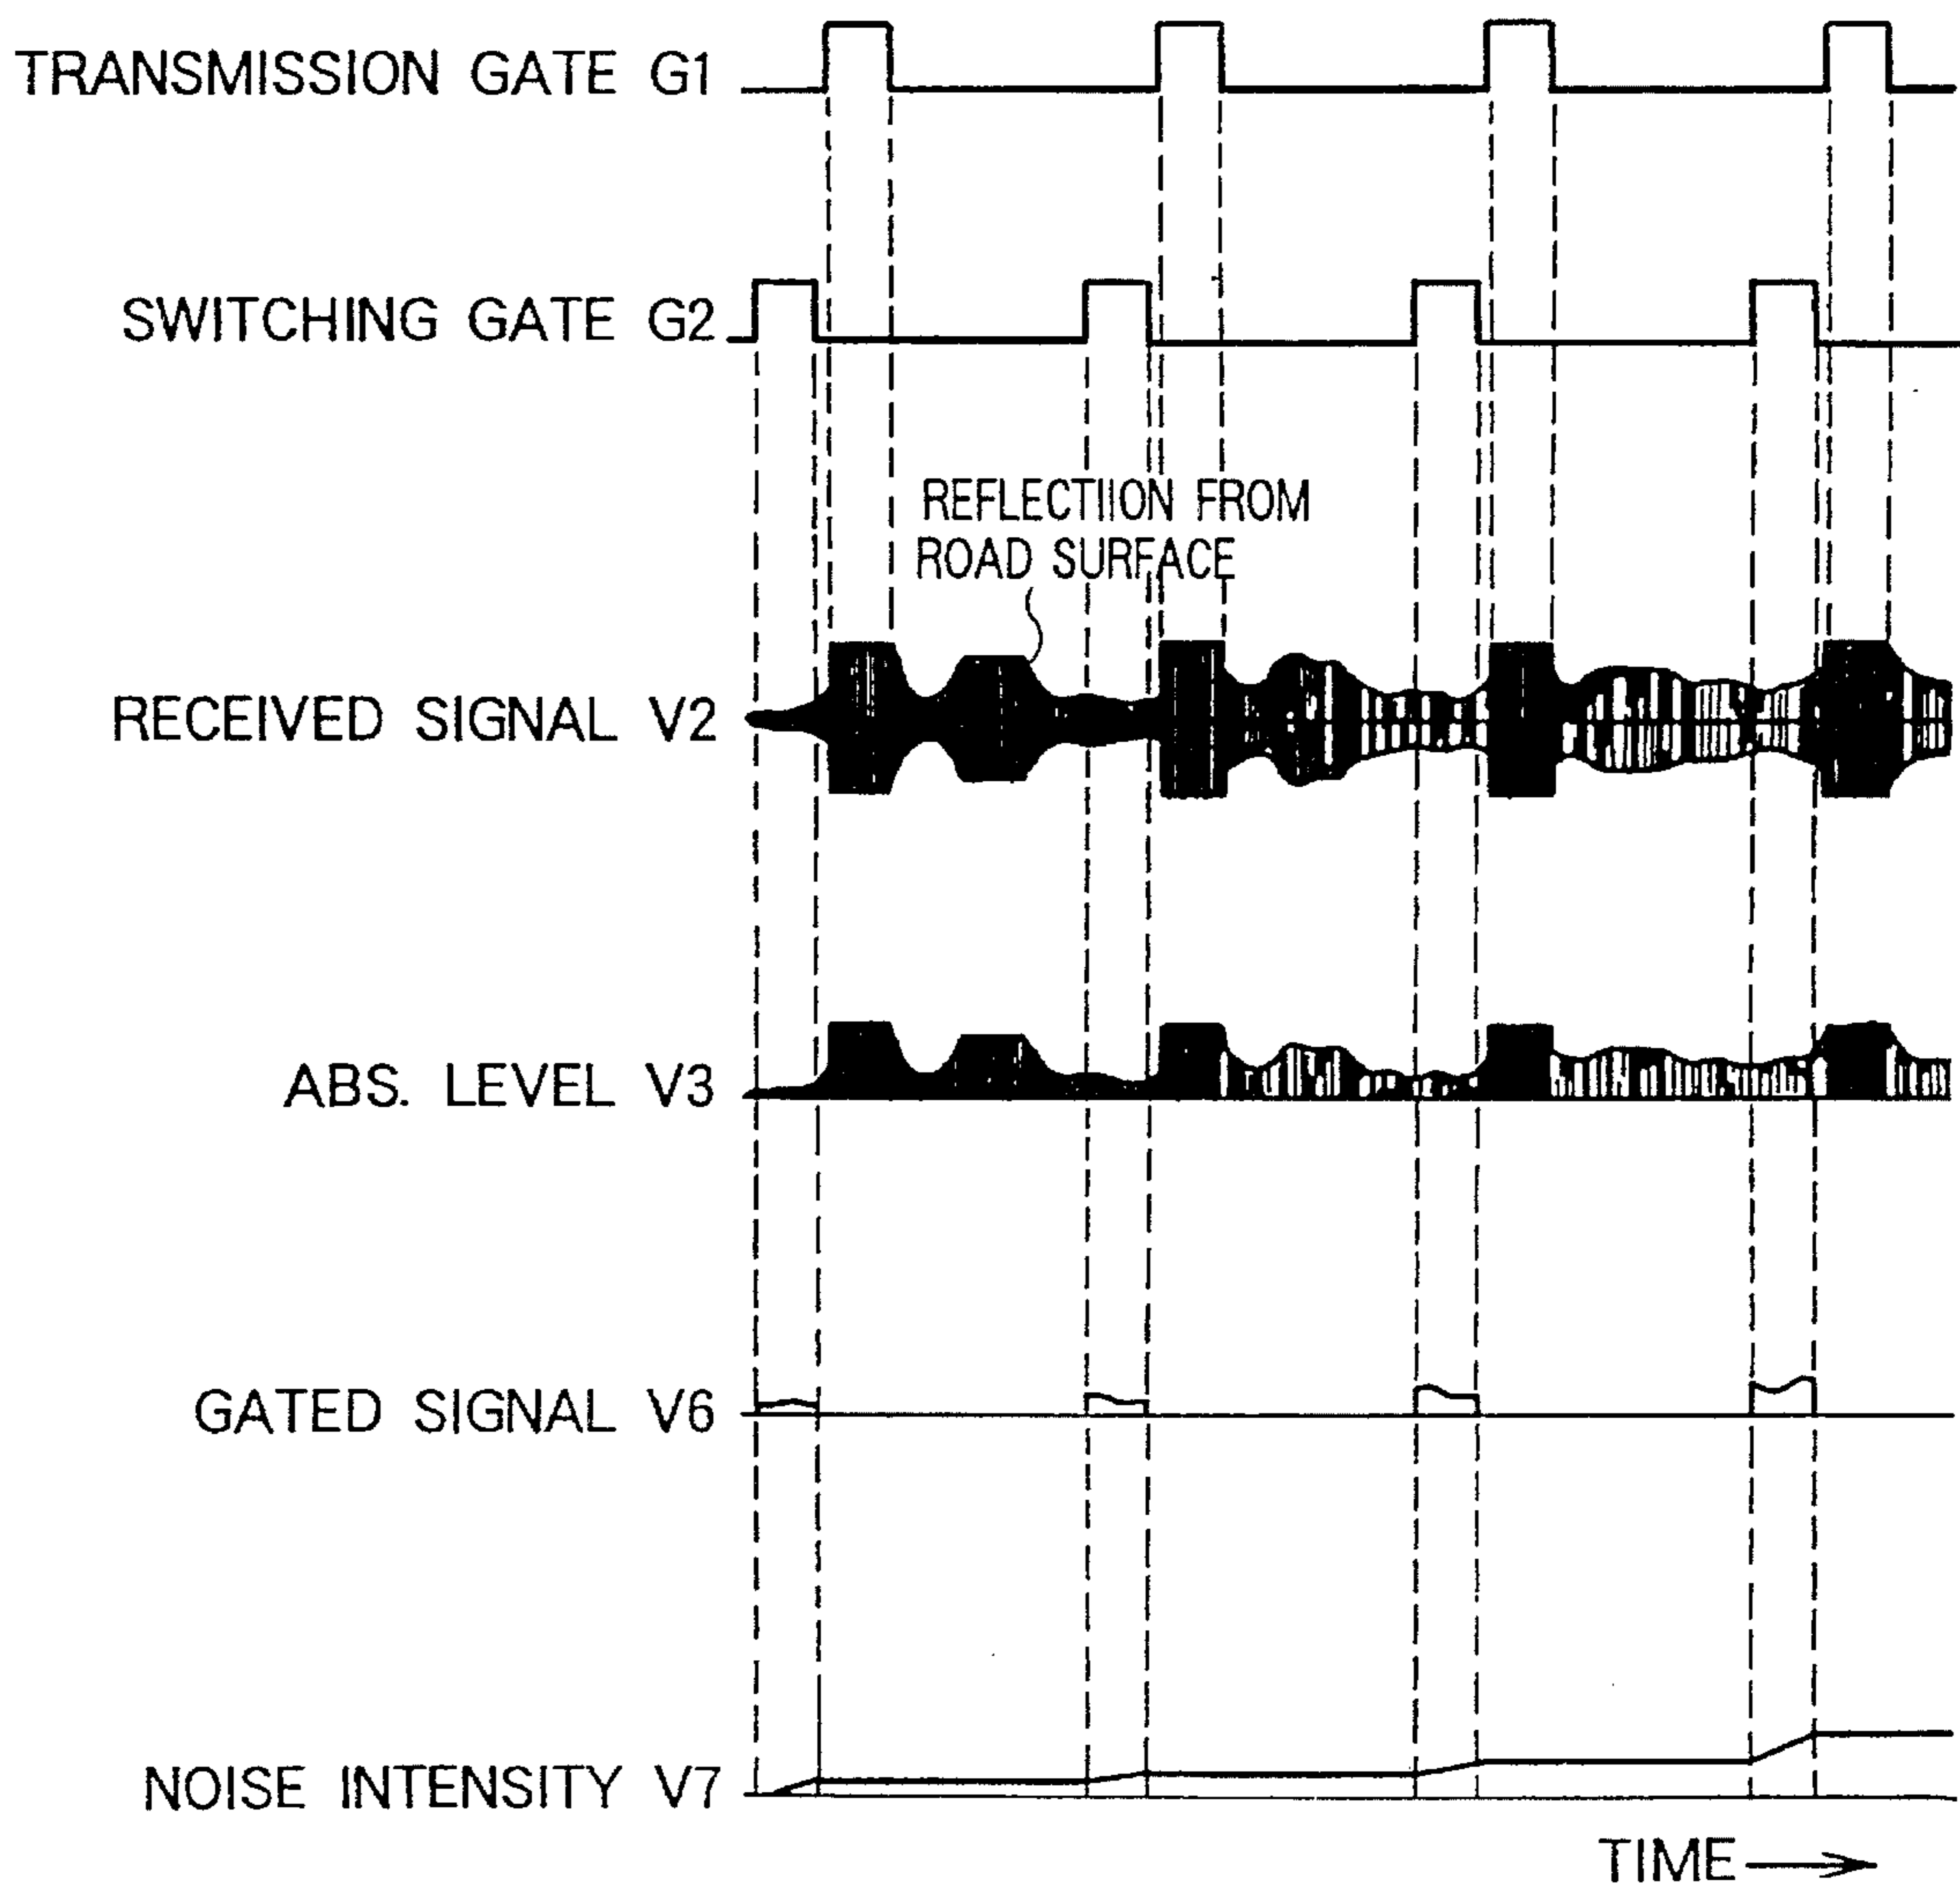 TRANSMISSION GATE G1
SWITCHING GATE G2
REFLECTIION FROM
ROAD SURFACE
RECEIVED SIGNAL V2
ABS. LEVEL V3
GATED SIGNAL V6
NOISE INTENSITY V7
TIME